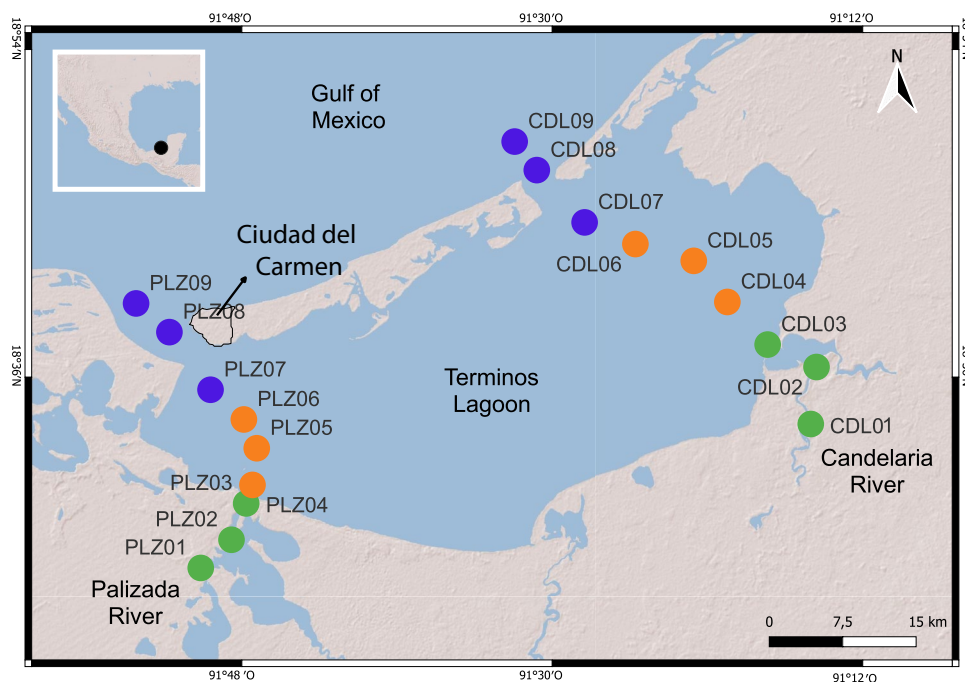 91°48′O
91°30′O
91°12′O
18°54′N
N
Gulf of
Mexico
CDL09
CDL08
CDL07
Ciudad del
Carmen
CDL06
CDL05
CDL04
PLZ09
PLZ08
CDL03
18°36′N
PLZ07
Terminos
Lagoon
CDL02
PLZ06
PLZ05
CDL01
Candelaria
River
PLZ03
PLZ04
PLZ02
PLZ01
Palizada
River
0 7,5 15 km
91°48′O
91°30′O
91°12′O